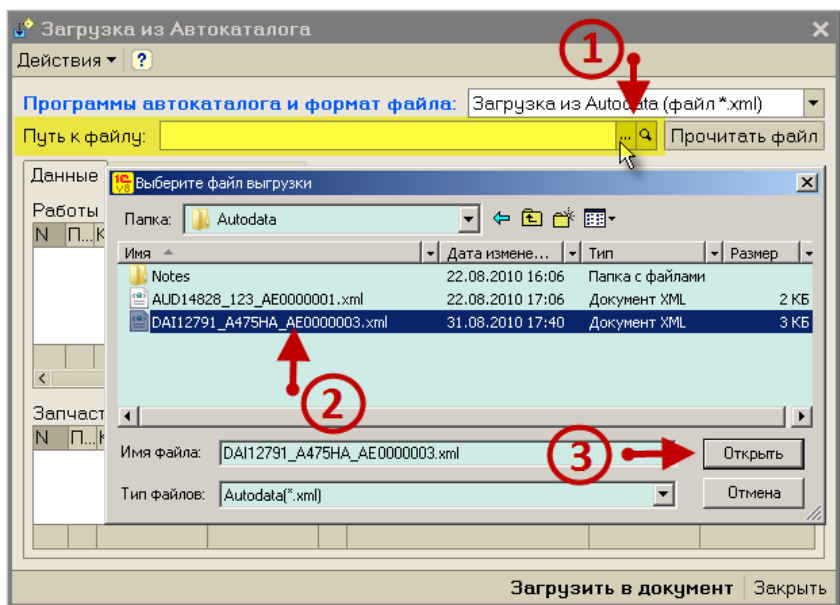 Загрузка из Автокаталога
Действия ?
1
Программы автокаталога и формат файла: Загрузка из Autodata (файл *.xml)
Путь к файлу: ... Прочитать файл
Данные
Выберите файл выгрузки
Работы
Папка: Autodata
N П...
Имя Дата измене... Тип Размер
Notes 22.08.2010 16:06 Папка с файлами
AUD14828_123_AE0000001.xml 22.08.2010 17:06 Документ XML 2 КБ
DAI12791_A475HA_AE0000003.xml 31.08.2010 17:40 Документ XML 3 КБ
2
Запчаст
N П...
Имя файла: DAI12791_A475HA_AE0000003.xml 3 Открыть
Тип файлов: Autodata(*.xml) Отмена
Загрузить в документ Закрыть